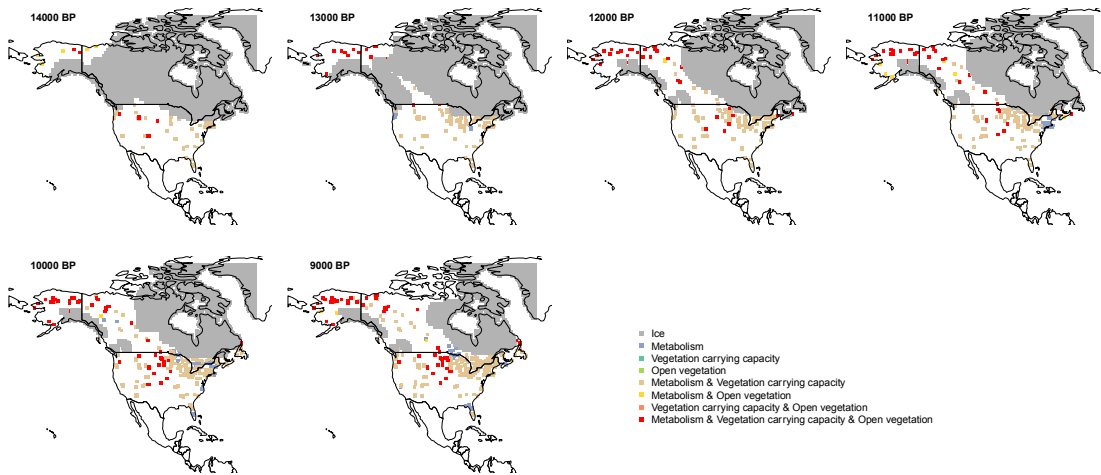 14000 BP
13000 BP
12000 BP
11000 BP
10000 BP
9000 BP
Ice
Metabolism
Vegetation carrying capacity
Open vegetation
Metabolism & Vegetation carrying capacity
Metabolism & Open vegetation
Vegetation carrying capacity & Open vegetation
Metabolism & Vegetation carrying capacity & Open vegetation